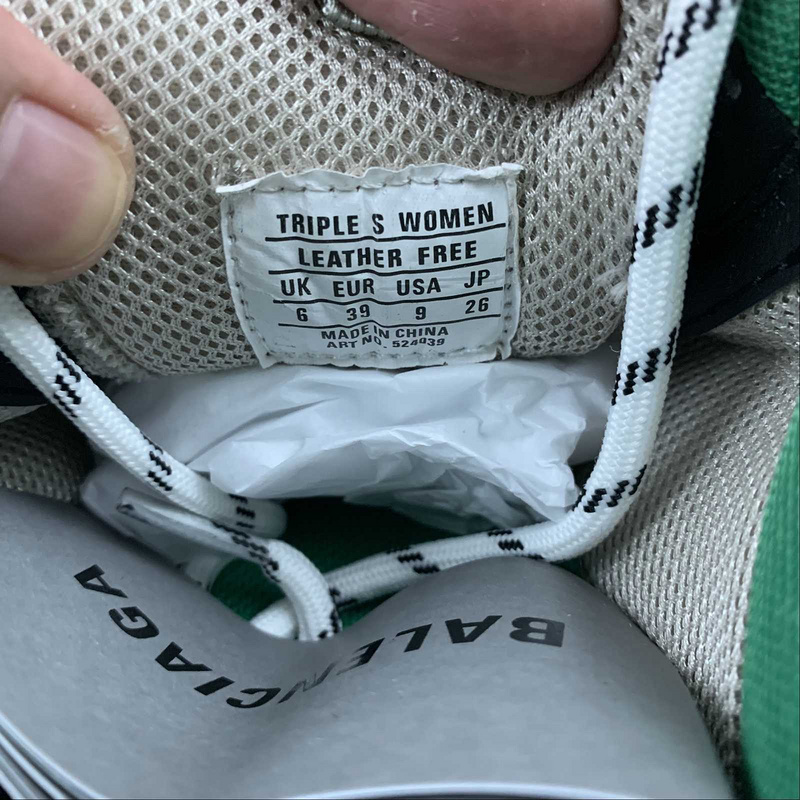 TRIPLE S WOMEN
LEATHER FREE
UK EUR USA JP
6 39 9 26
MADE IN CHINA
ART NO. 524039
BALENCIAGA